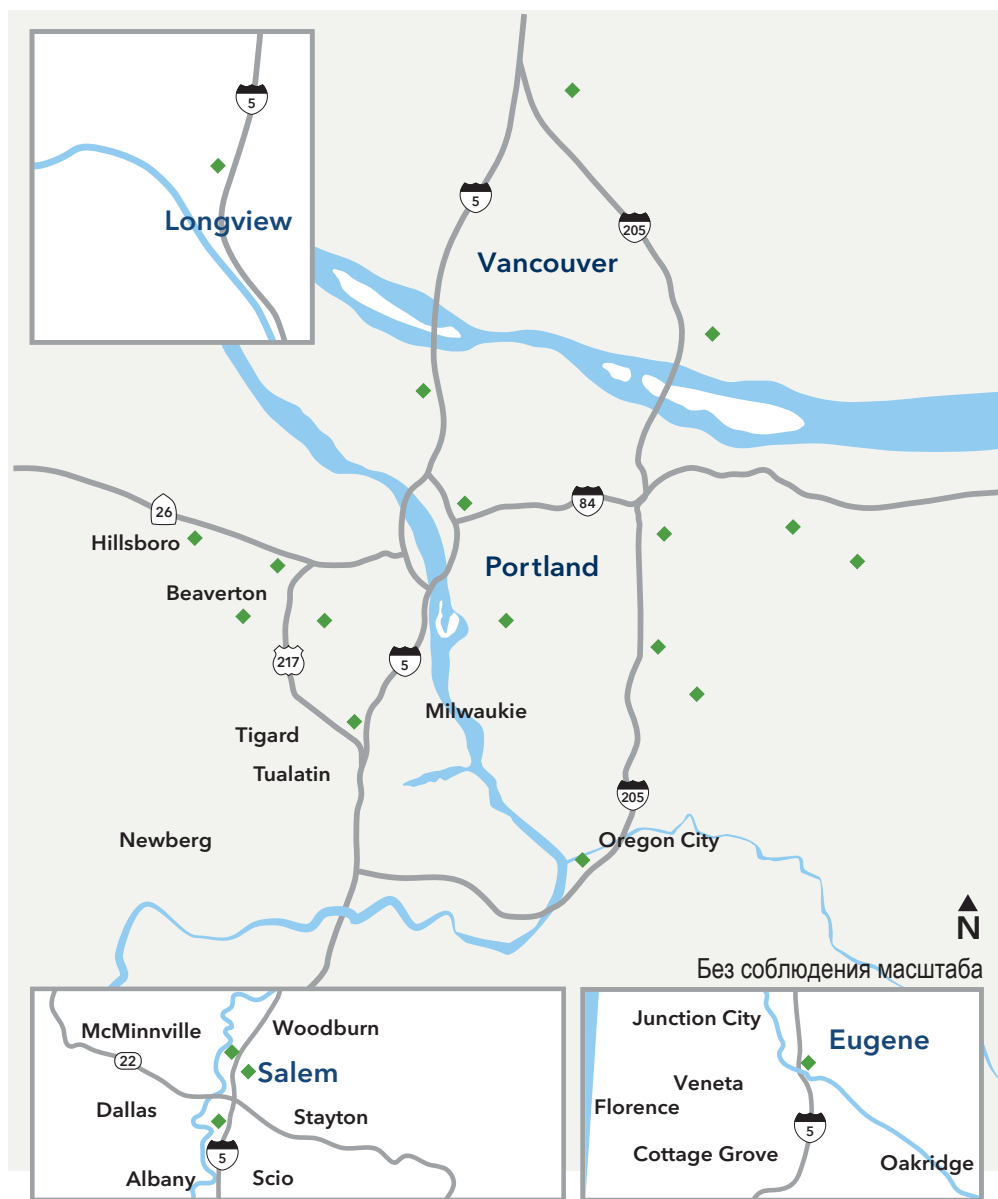 5
Longview
5
205
Vancouver
26
84
Hillsboro
Portland
Beaverton
217
5
Milwaukie
Tigard
Tualatin
205
Newberg
Oregon City
N
Без соблюдения масштаба
McMinnville
Woodburn
22
Salem
Dallas
Stayton
5
Albany
Scio
Junction City
Eugene
Veneta
Florence
5
Cottage Grove
Oakridge